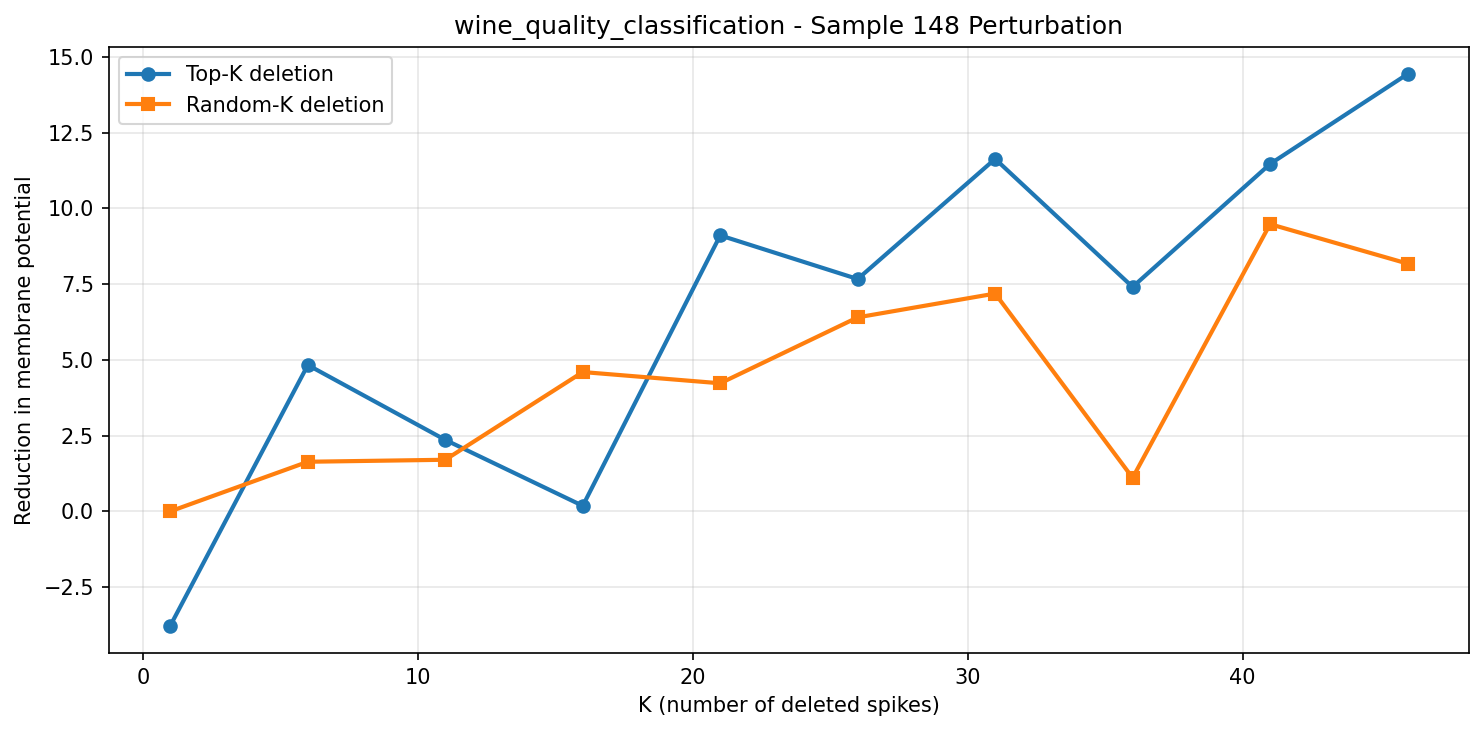 wine_quality_classification - Sample 148 Perturbation
Top-K deletion
Random-K deletion
Reduction in membrane potential
15.0
12.5
10.0
7.5
5.0
2.5
0.0
−2.5
0
10
20
30
40
K (number of deleted spikes)